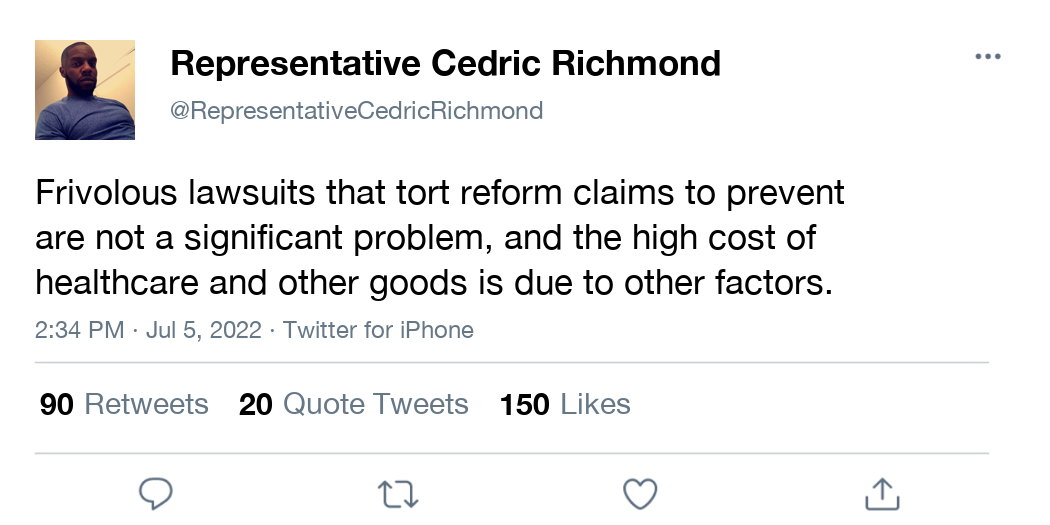 Representative Cedric Richmond
@RepresentativeCedricRichmond
Frivolous lawsuits that tort reform claims to prevent
are not a significant problem, and the high cost of
healthcare and other goods is due to other factors.
2:34 PM · Jul 5, 2022 · Twitter for iPhone
90 Retweets 20 Quote Tweets 150 Likes